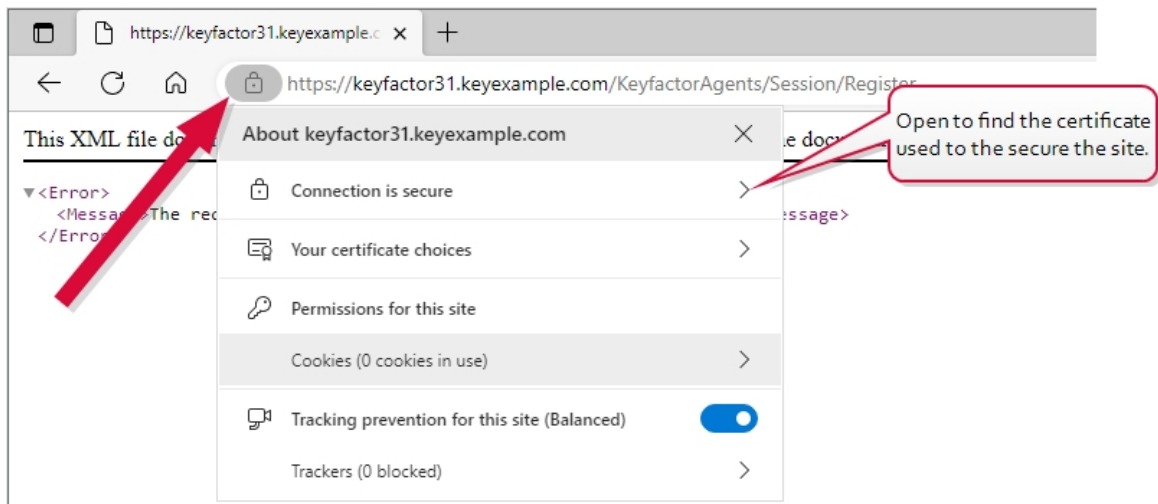 https://keyfactor31.keyexample.c
https://keyfactor31.keyexample.com/KeyfactorAgents/Session/Register
This XML file do
e doc
Open to find the certificate
used to the secure the site.
About keyfactor31.keyexample.com
Connection is secure
▼<Error>
<Messa >The rec
essage>
</Error
Your certificate choices
Permissions for this site
Cookies (0 cookies in use)
Tracking prevention for this site (Balanced)
Trackers (0 blocked)